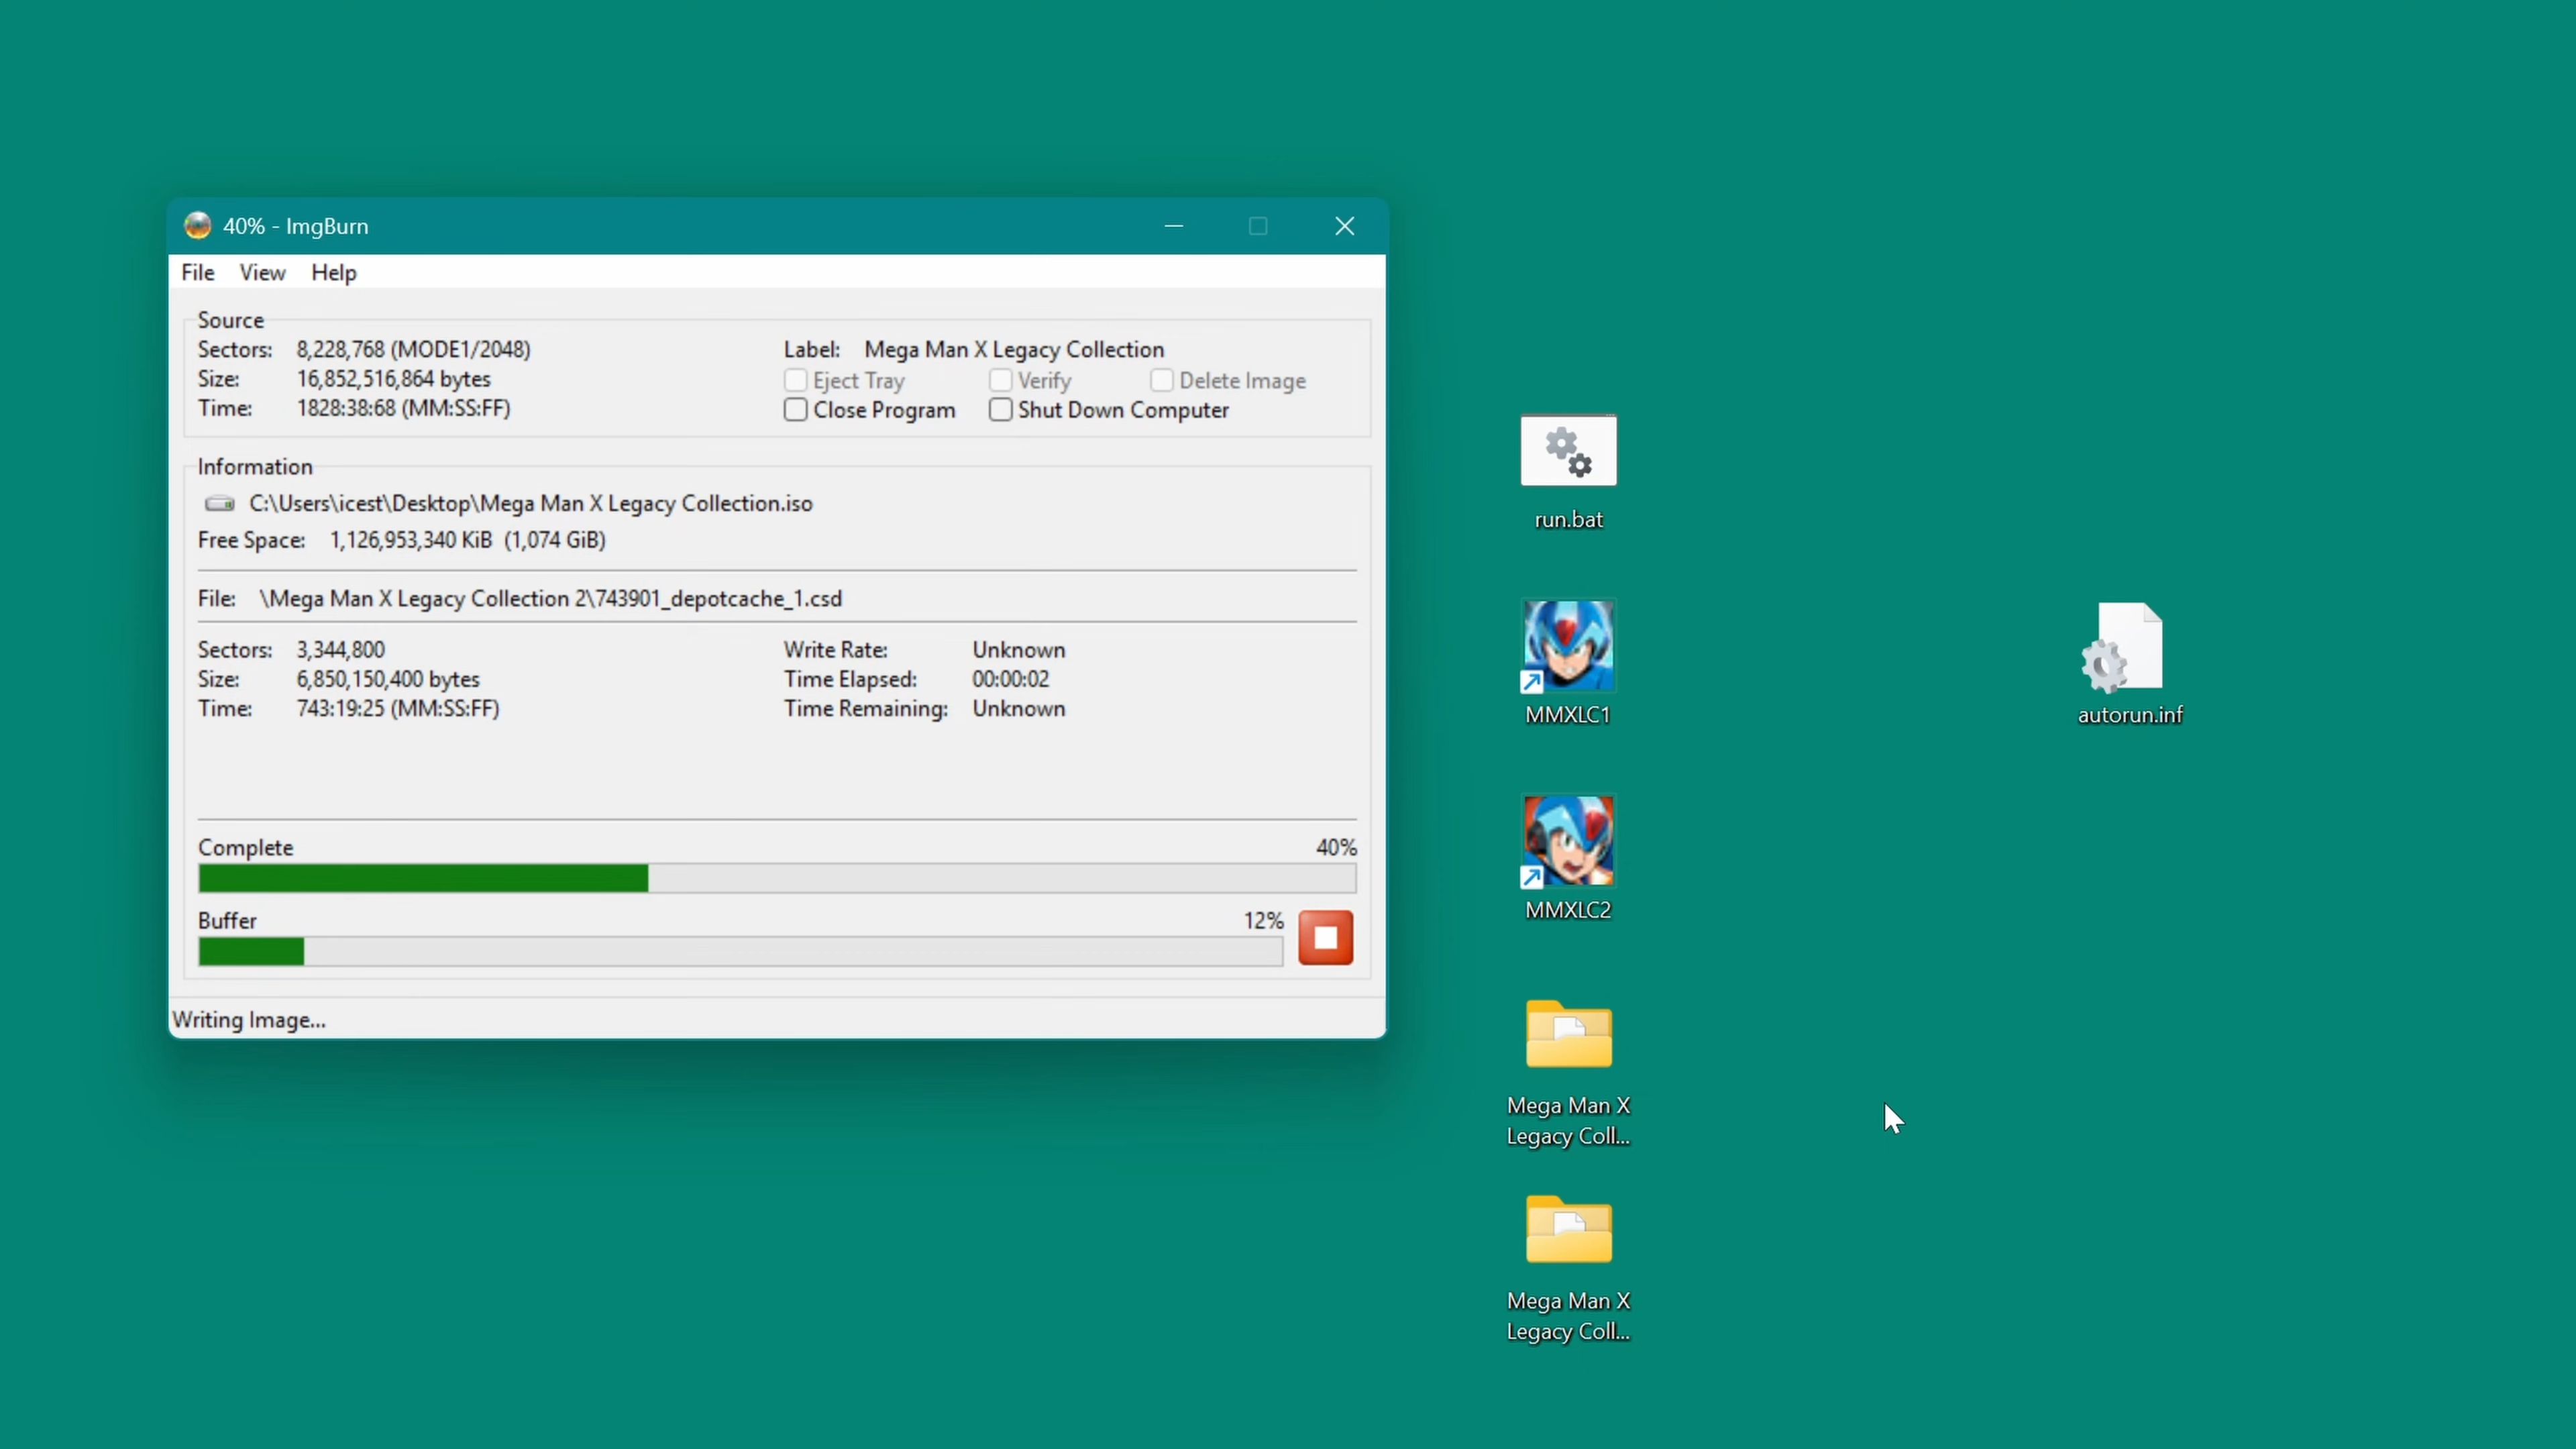 40% - ImgBurn
File View Help
Source
Sectors: 8,228,768 (MODE1/2048)
Size: 16,852,516,864 bytes
Time: 1828:38:68 (MM:SS:FF)
Label: Mega Man X Legacy Collection
Eject Tray Verify Delete Image
Close Program Shut Down Computer
Information
C:\Users\icest\Desktop\Mega Man X Legacy Collection.iso
Free Space: 1,126,953,340 KiB (1,074 GiB)
File: \Mega Man X Legacy Collection 2\743901_depotcache_1.csd
Sectors: 3,344,800
Size: 6,850,150,400 bytes
Time: 743:19:25 (MM:SS:FF)
Write Rate: Unknown
Time Elapsed: 00:00:02
Time Remaining: Unknown
Complete 40%
Buffer 12%
Writing Image...
run.bat
MMXLC1
MMXLC2
Mega Man X
Legacy Coll...
Mega Man X
Legacy Coll...
autorun.inf